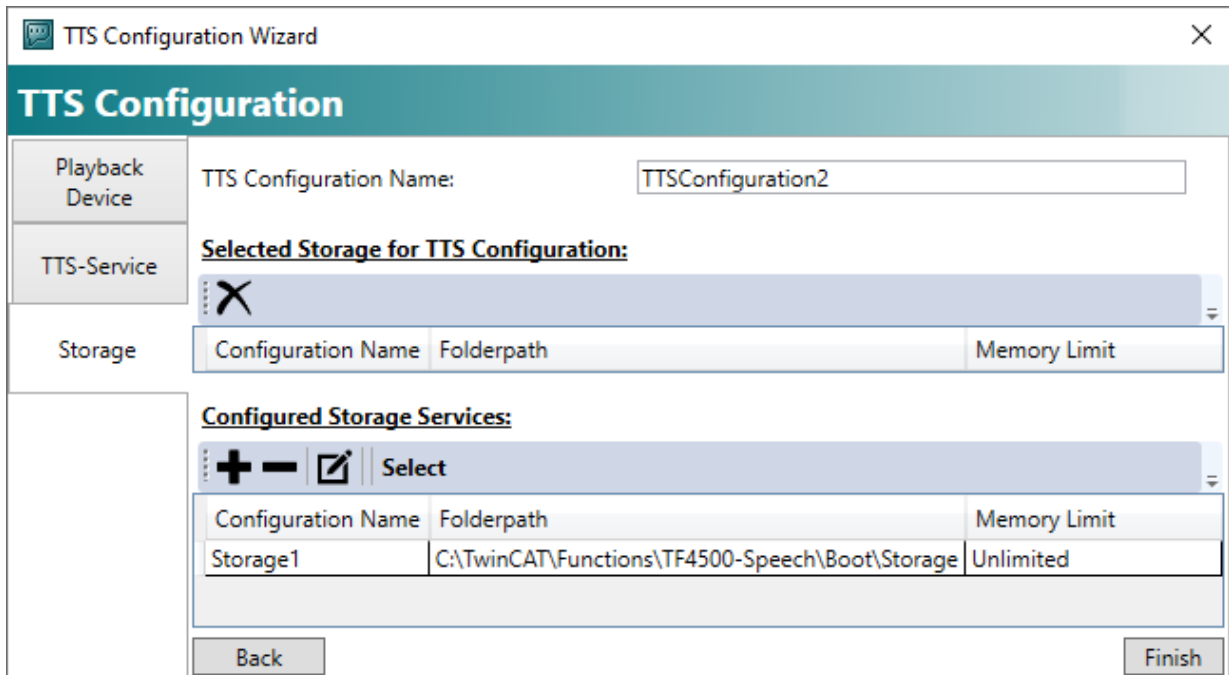 TTS Configuration Wizard
TTS Configuration
Playback
Device
TTS Configuration Name: TTSConfiguration2
TTS-Service
Selected Storage for TTS Configuration:
Storage
Configuration Name Folderpath Memory Limit
Configured Storage Services:
Select
Configuration Name Folderpath Memory Limit
Storage1 C:\TwinCAT\Functions\TF4500-Speech\Boot\Storage Unlimited
Back Finish